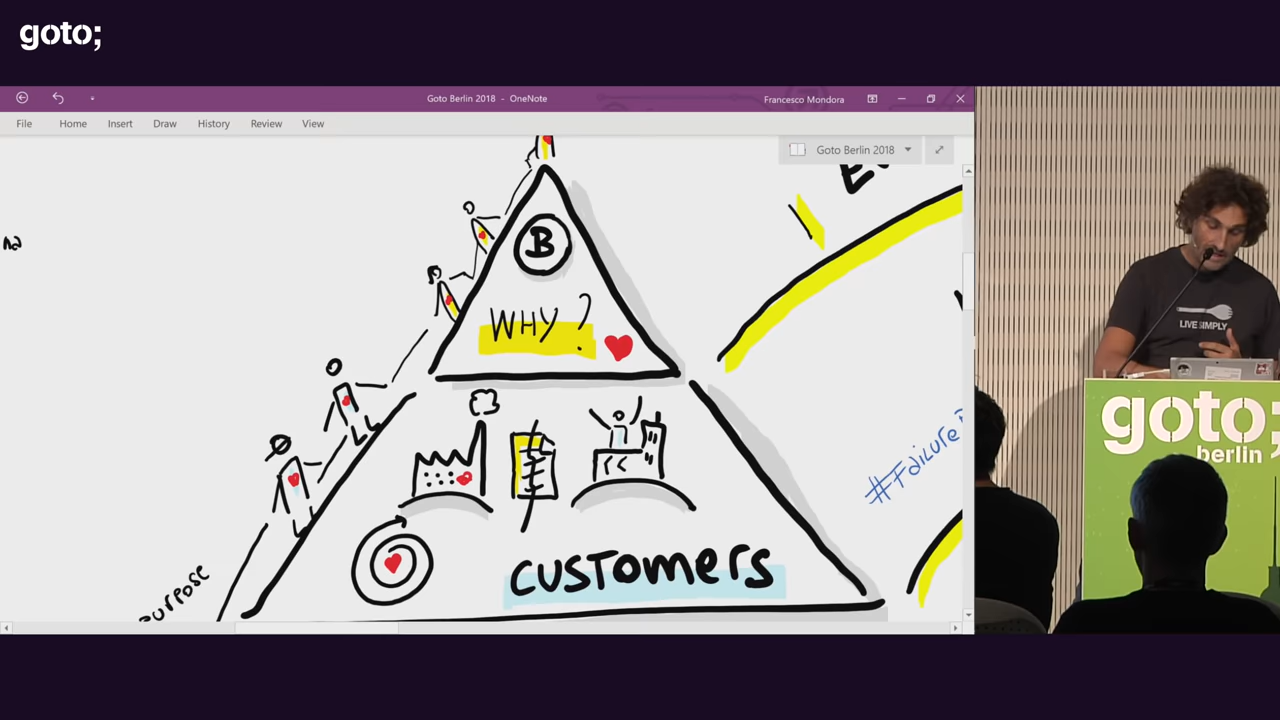 goto;
Goto Berlin 2018 - OneNote
Francesco Mondora
File Home Insert Draw History Review View
Goto Berlin 2018
B
WHY?
CUSTOMERS
PURPOSE
#FAILURE
LIVE SIMPLY
goto;
berlin